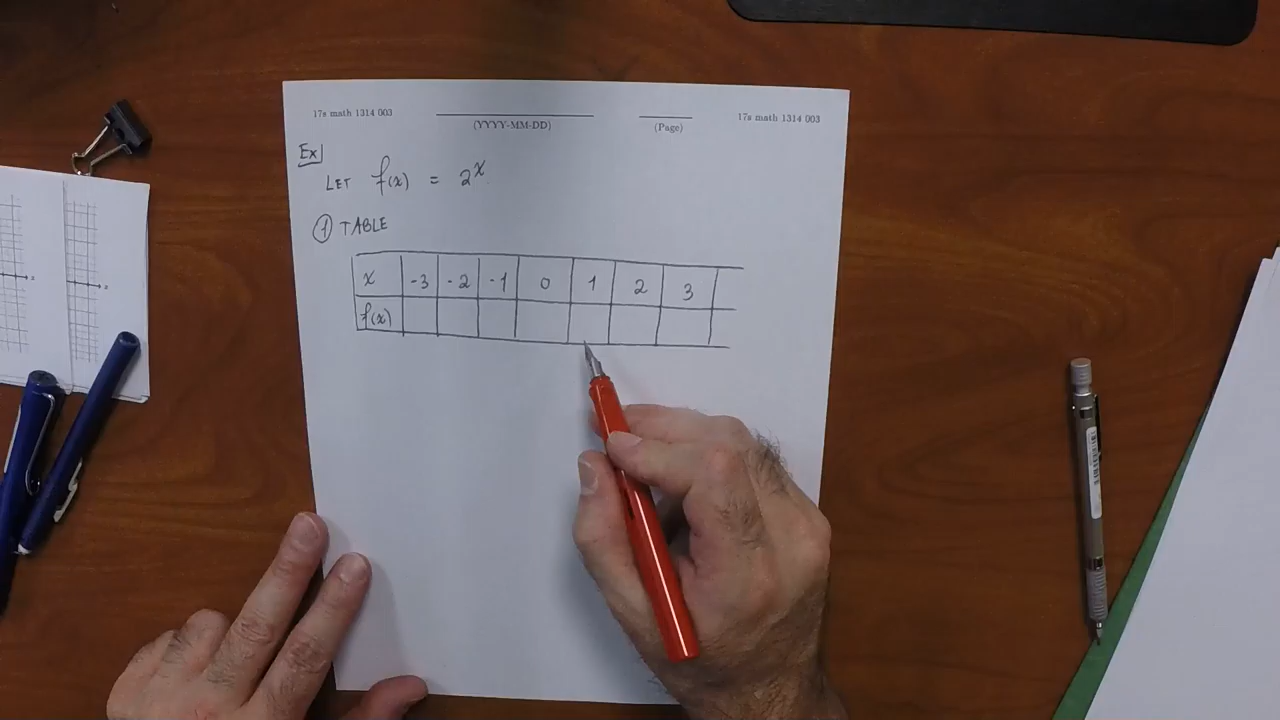 17s math 1314 003 (YYYY-MM-DD) (Page) 17s math 1314 003
Ex
LET f(x) = 2^x
① TABLE
x -3 -2 -1 0 1 2 3
f(x)